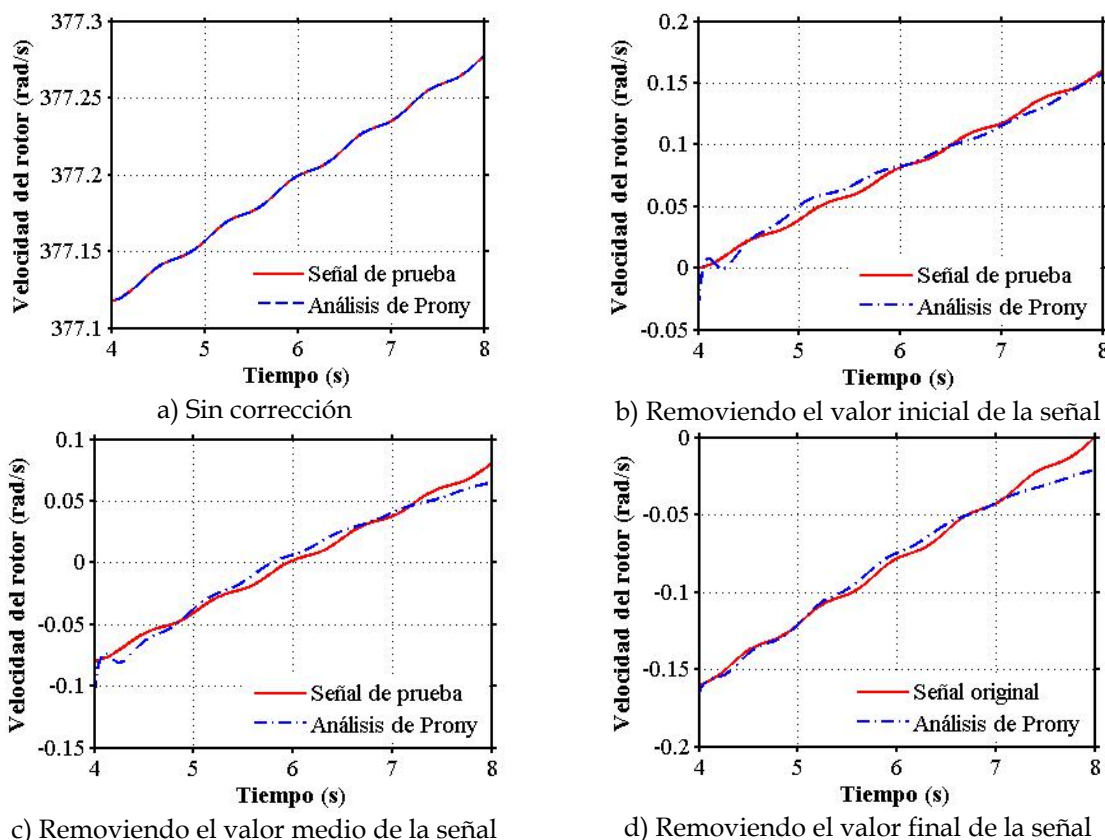 377.3
377.25
377.2
377.15
377.1
Velocidad del rotor (rad/s)
Señal de prueba
Análisis de Prony
4 5 6 7 8
Tiempo (s)
a) Sin corrección
0.2
0.15
0.1
0.05
0
-0.05
Velocidad del rotor (rad/s)
Señal de prueba
Análisis de Prony
4 5 6 7 8
Tiempo (s)
b) Removiendo el valor inicial de la señal
0.1
0.05
0
-0.05
-0.1
-0.15
Velocidad del rotor (rad/s)
Señal de prueba
Análisis de Prony
4 5 6 7 8
Tiempo (s)
c) Removiendo el valor medio de la señal
0
-0.05
-0.1
-0.15
-0.2
Velocidad del rotor (rad/s)
Señal original
Análisis de Prony
4 5 6 7 8
Tiempo (s)
d) Removiendo el valor final de la señal